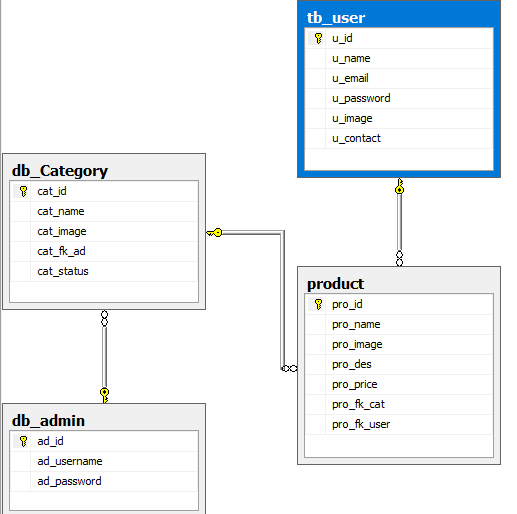 tb_user
u_id
u_name
u_email
u_password
u_image
u_contact
db_Category
cat_id
cat_name
cat_image
cat_fk_ad
cat_status
product
pro_id
pro_name
pro_image
pro_des
pro_price
pro_fk_cat
pro_fk_user
db_admin
ad_id
ad_username
ad_password